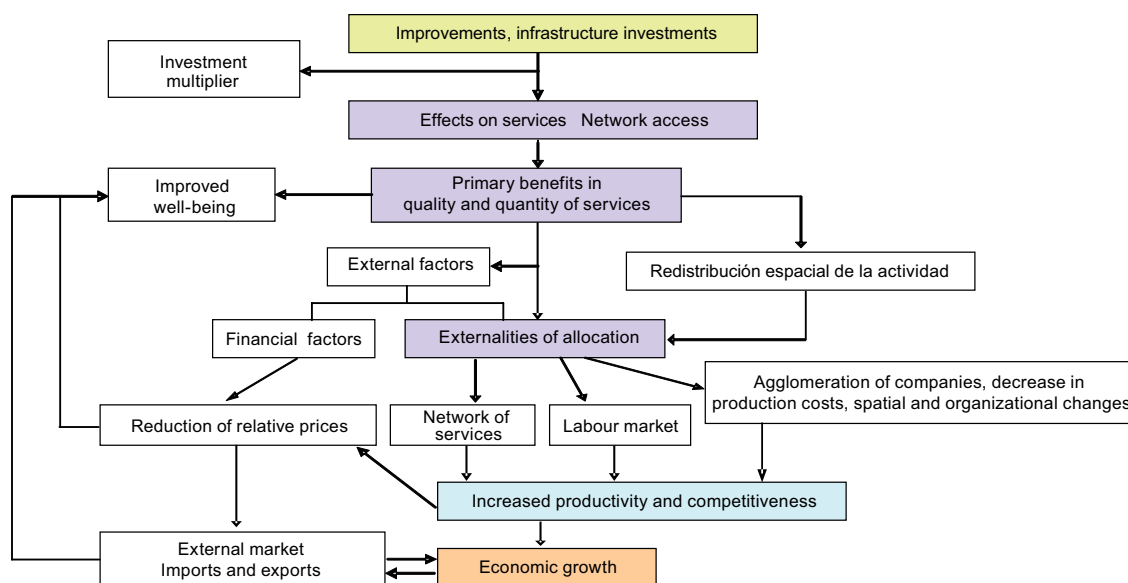 Improvements, infrastructure investments
Investment
multiplier
Effects on services Network access
Improved
well-being
Primary benefits in
quality and quantity of services
External factors
Redistribución espacial de la actividad
Financial factors
Externalities of allocation
Agglomeration of companies, decrease in
production costs, spatial and organizational changes
Reduction of relative prices
Network of
services
Labour market
Increased productivity and competitiveness
External market
Imports and exports
Economic growth